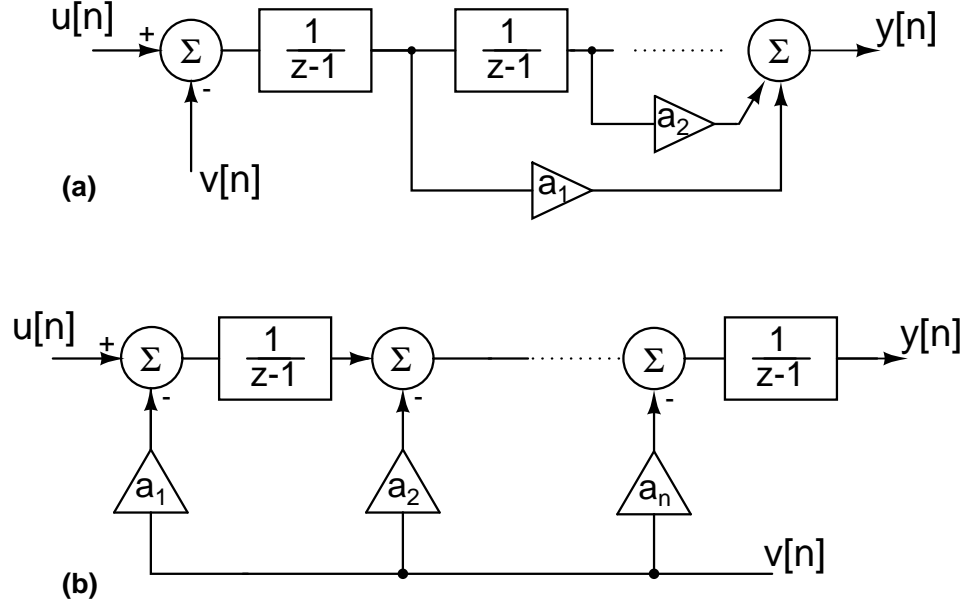 u[n] + Σ - 1/(z-1) 1/(z-1) Σ y[n]
a₂
v[n] a₁
(a)
u[n] + Σ - 1/(z-1) Σ - Σ - 1/(z-1) y[n]
a₁ a₂ aₙ
v[n]
(b)